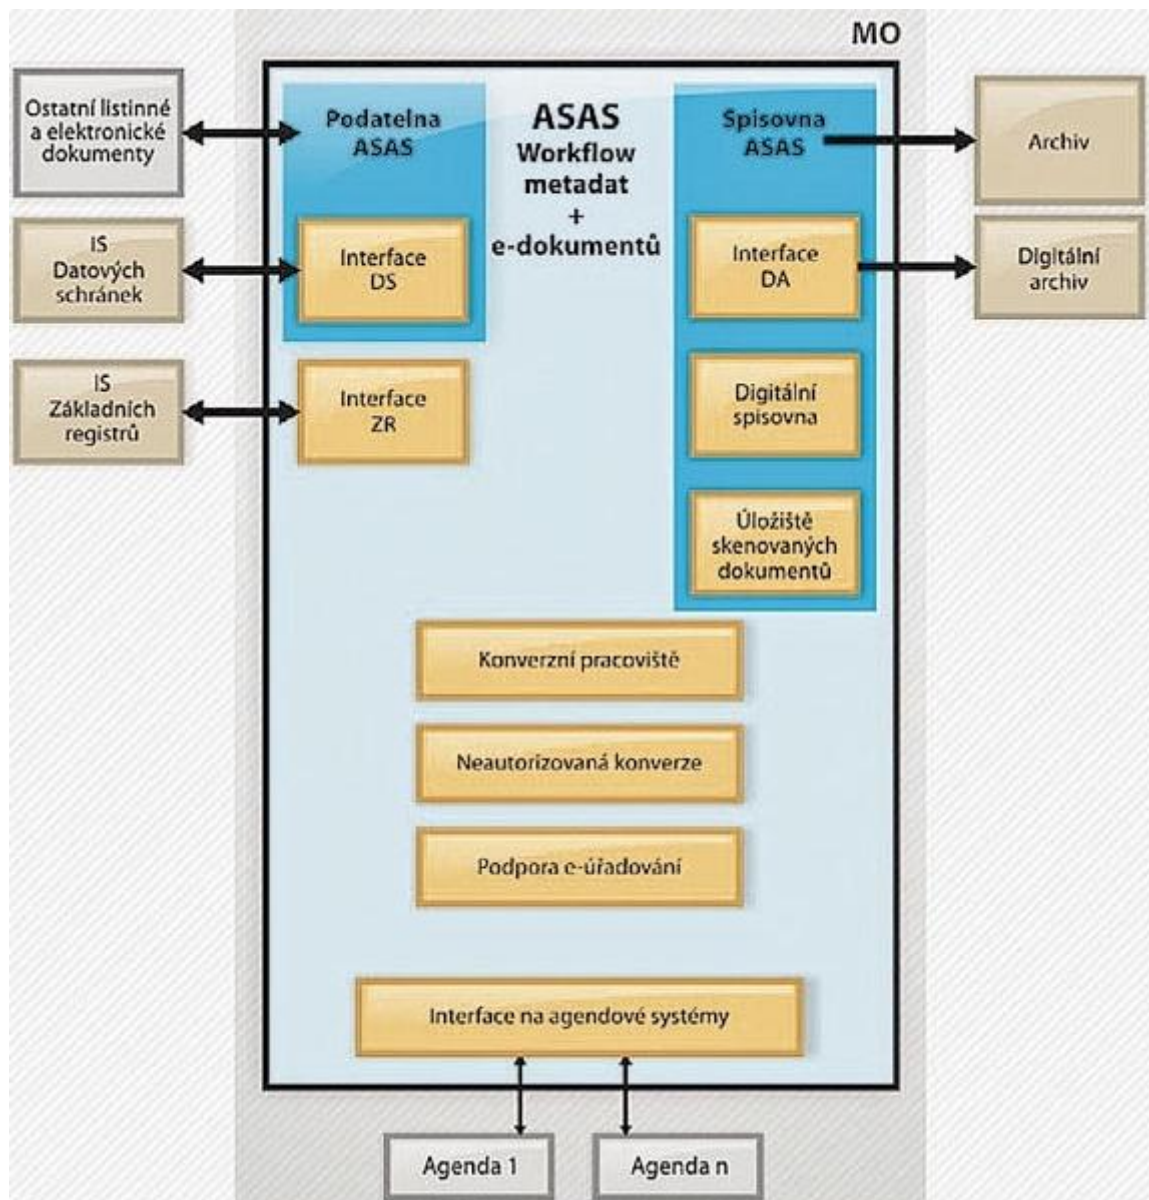 MO
Ostatní listinné
a elektronické
dokumenty
IS
Datových
schránek
IS
Základních
registrů
Podatelna
ASAS
Interface
DS
Interface
ZR
ASAS
Workflow
metadat
+
e-dokumentů
Spisovna
ASAS
Interface
DA
Digitální
spisovna
Úložiště
skenovaných
dokumentů
Archiv
Digitální
archiv
Konverzní pracoviště
Neautorizovaná konverze
Podpora e-úřadování
Interface na agendové systémy
Agenda 1
Agenda n